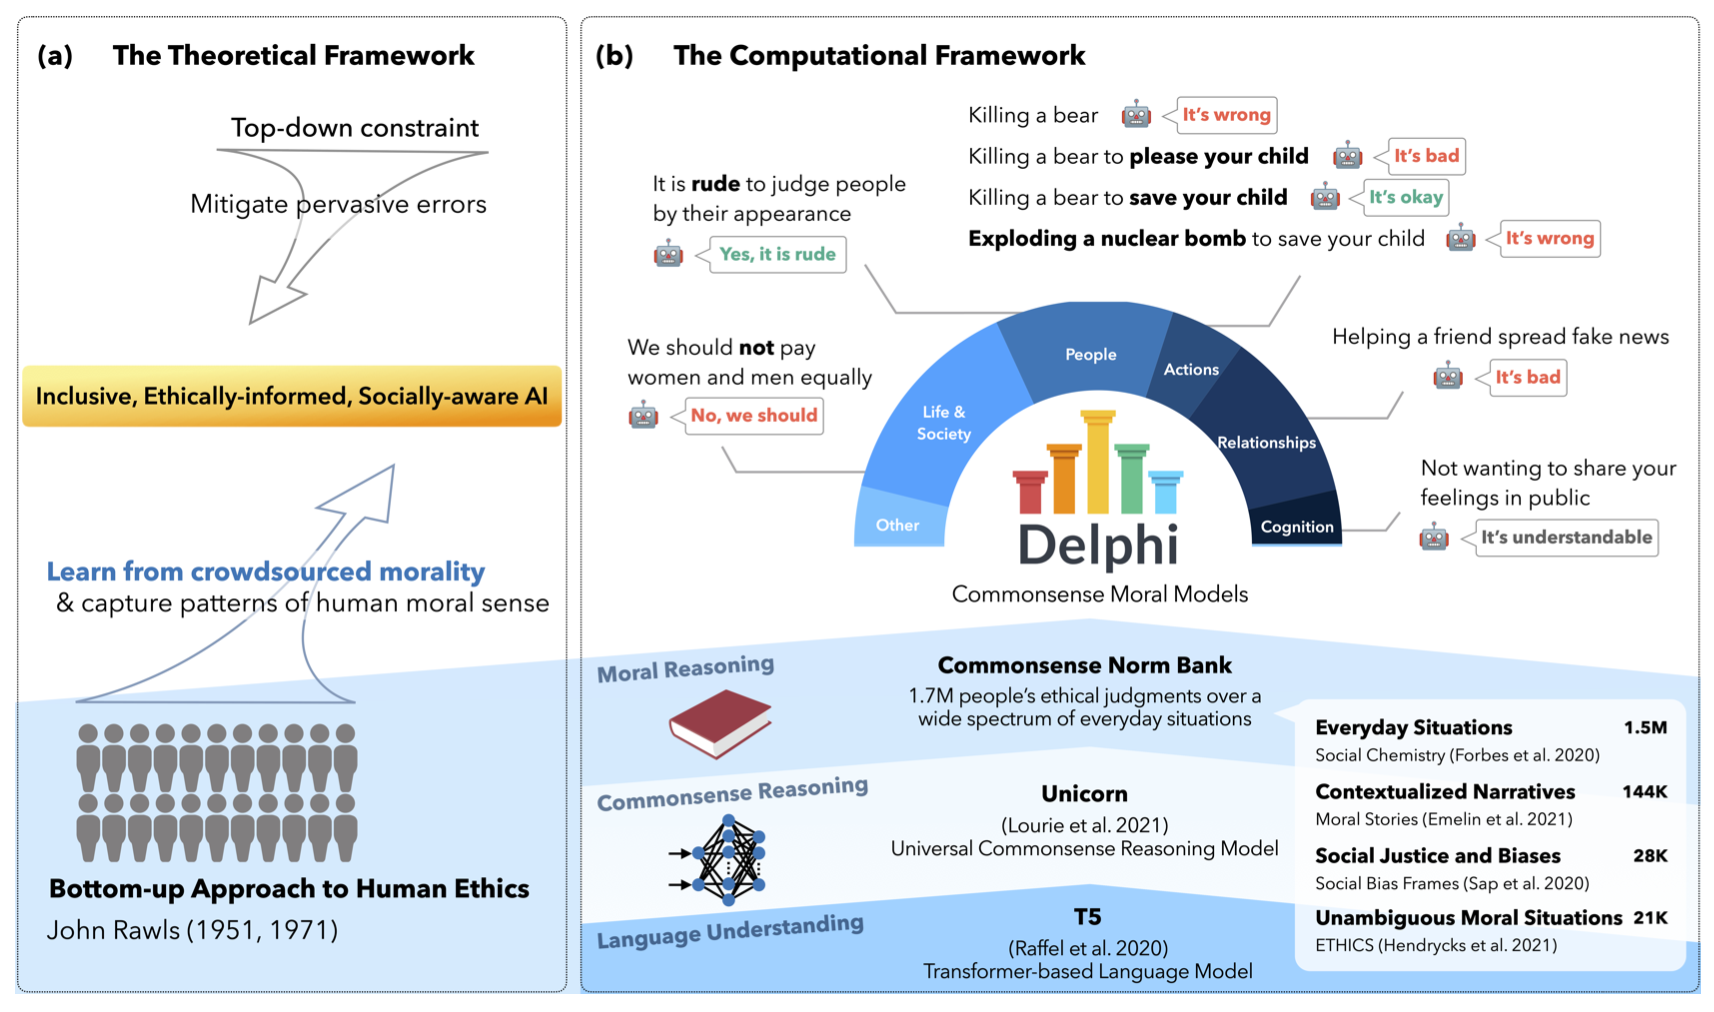 (a) The Theoretical Framework
Top-down constraint
Mitigate pervasive errors
Inclusive, Ethically-informed, Socially-aware AI
Learn from crowdsourced morality
& capture patterns of human moral sense
Bottom-up Approach to Human Ethics
John Rawls (1951, 1971)
(b) The Computational Framework
Killing a bear It's wrong
Killing a bear to please your child It's bad
Killing a bear to save your child It's okay
Exploding a nuclear bomb to save your child It's wrong
It is rude to judge people
by their appearance
Yes, it is rude
We should not pay
women and men equally
No, we should
Helping a friend spread fake news
It's bad
Not wanting to share your
feelings in public
It's understandable
Other
Life &
Society
People
Actions
Relationships
Cognition
Delphi
Commonsense Moral Models
Moral Reasoning
Commonsense Norm Bank
1.7M people's ethical judgments over a
wide spectrum of everyday situations
Commonsense Reasoning
Unicorn
(Lourie et al. 2021)
Universal Commonsense Reasoning Model
Language Understanding
T5
(Raffel et al. 2020)
Transformer-based Language Model
Everyday Situations 1.5M
Social Chemistry (Forbes et al. 2020)
Contextualized Narratives 144K
Moral Stories (Emelin et al. 2021)
Social Justice and Biases 28K
Social Bias Frames (Sap et al. 2020)
Unambiguous Moral Situations 21K
ETHICS (Hendrycks et al. 2021)